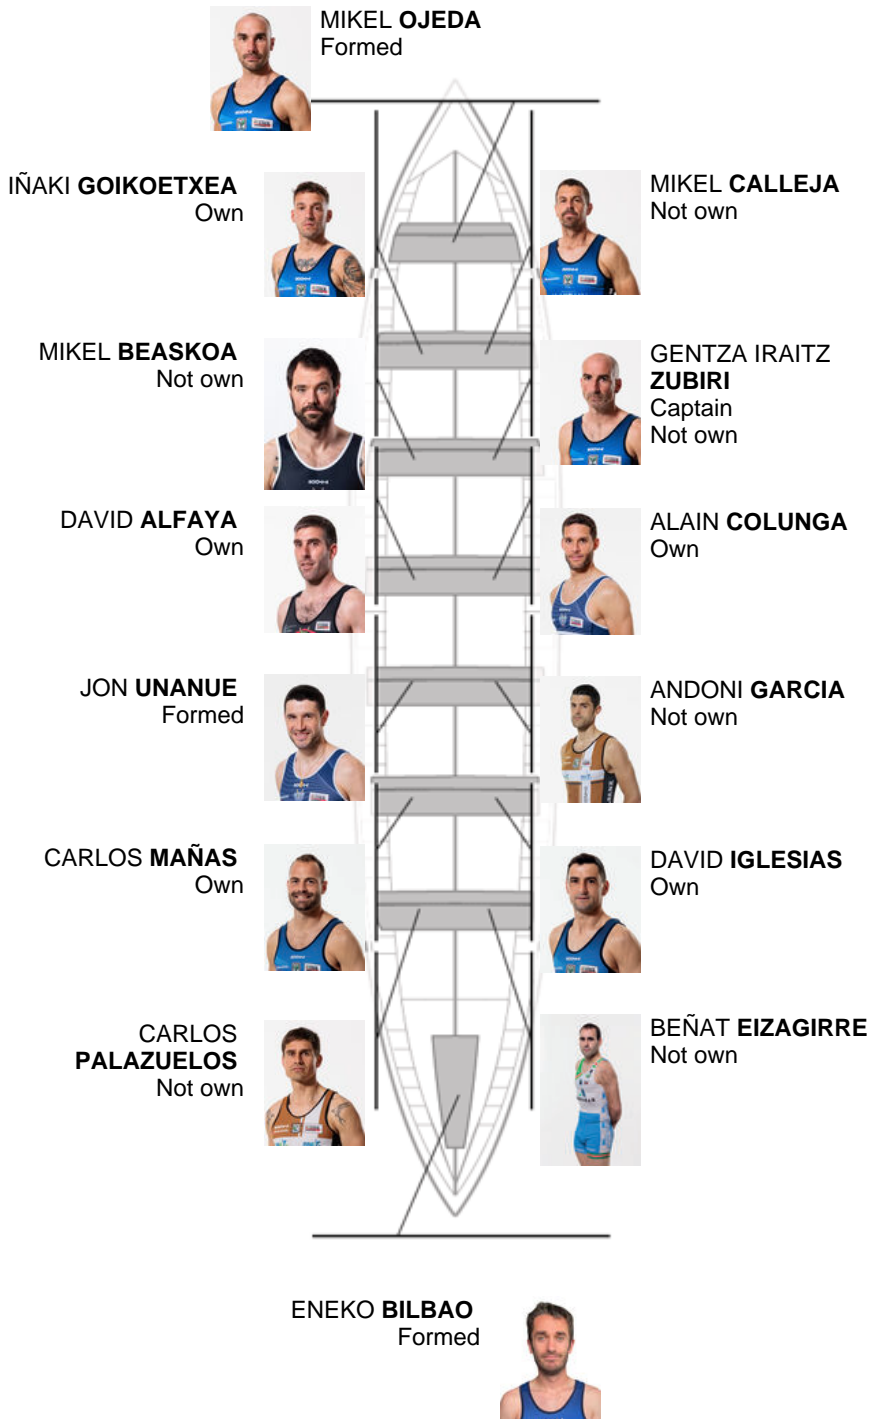 MIKEL OJEDA
Formed
IÑAKI GOIKOETXEA
Own
MIKEL CALLEJA
Not own
MIKEL BEASKOA
Not own
GENTZA IRAITZ
ZUBIRI
Captain
Not own
DAVID ALFAYA
Own
ALAIN COLUNGA
Own
JON UNANUE
Formed
ANDONI GARCIA
Not own
CARLOS MAÑAS
Own
DAVID IGLESIAS
Own
CARLOS
PALAZUELOS
Not own
BEÑAT EIZAGIRRE
Not own
ENEKO BILBAO
Formed